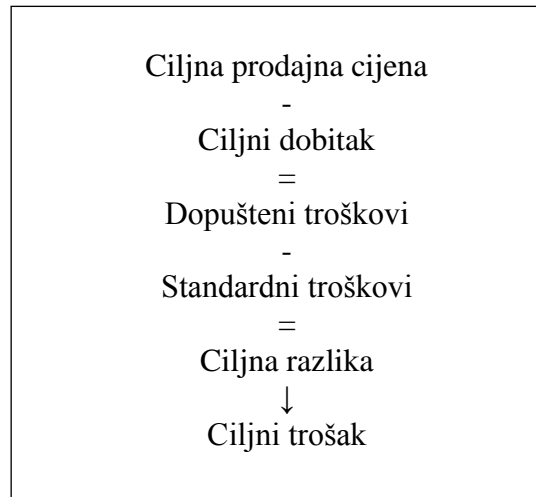 Ciljna prodajna cijena
-
Ciljni dobitak
=
Dopušteni troškovi
-
Standardni troškovi
=
Ciljna razlika
↓
Ciljni trošak